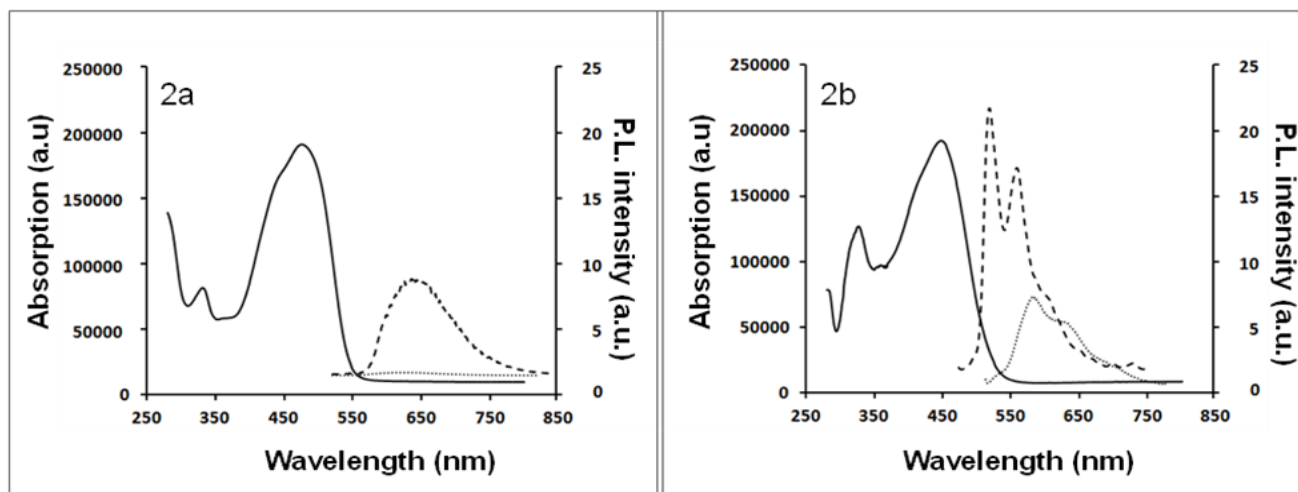 2a
Absorption (a.u)
250000
200000
150000
100000
50000
0
25
20
15
10
5
0
P.L. intensity (a.u.)
250 350 450 550 650 750 850
Wavelength (nm)
2b
Absorption (a.u)
250000
200000
150000
100000
50000
0
25
20
15
10
5
0
P.L. intensity (a.u.)
250 350 450 550 650 750 850
Wavelength (nm)